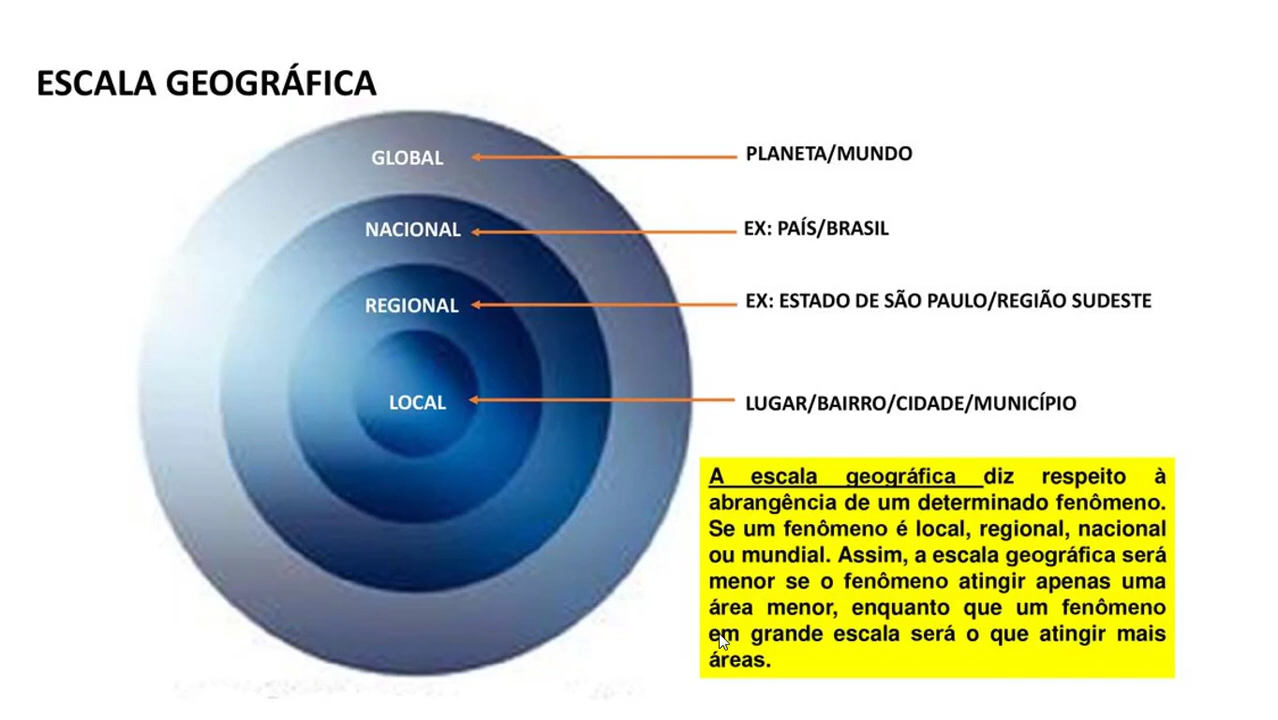 ESCALA GEOGRÁFICA
GLOBAL
PLANETA/MUNDO
NACIONAL
EX: PAÍS/BRASIL
REGIONAL
EX: ESTADO DE SÃO PAULO/REGIÃO SUDESTE
LOCAL
LUGAR/BAIRRO/CIDADE/MUNICÍPIO
A escala geográfica diz respeito à
abrangência de um determinado fenômeno.
Se um fenômeno é local, regional, nacional
ou mundial. Assim, a escala geográfica será
menor se o fenômeno atingir apenas uma
área menor, enquanto que um fenômeno
em grande escala será o que atingir mais
áreas.